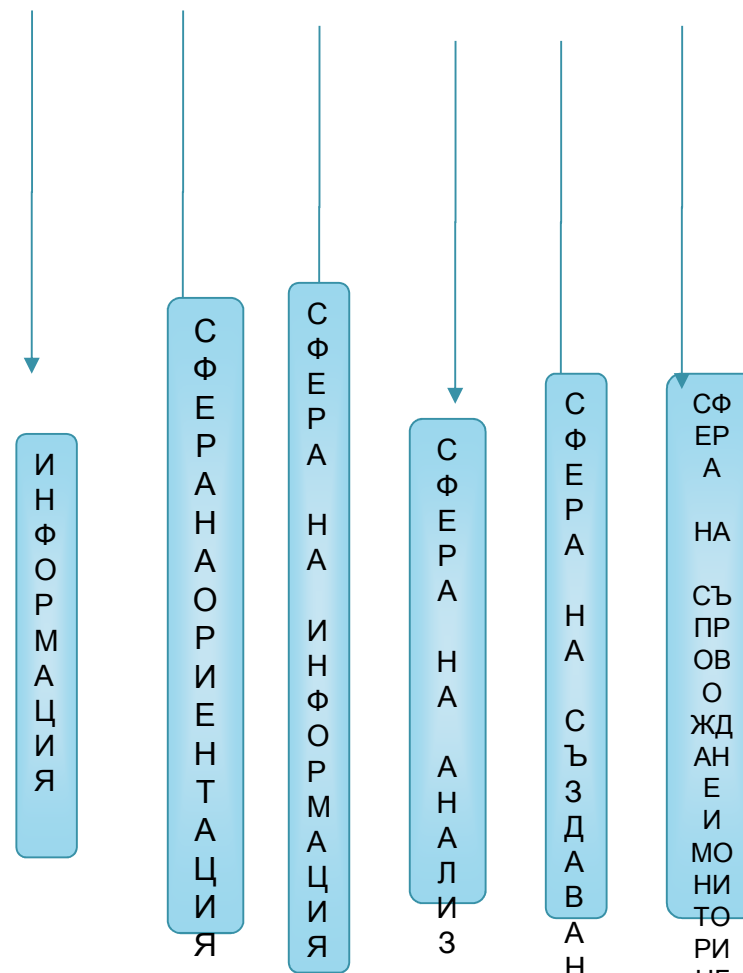 ИНФОРМАЦИЯ
СФЕРАНАОРИЕНТАЦИЯ
СФЕРА НА ИНФОРМАЦИЯ
СФЕРА НА АНАЛИЗ
СФЕРА НА СЪЗДАВАН
СФЕРА НА СЪПРОВОЖДАНЕ И МОНИТОРИ